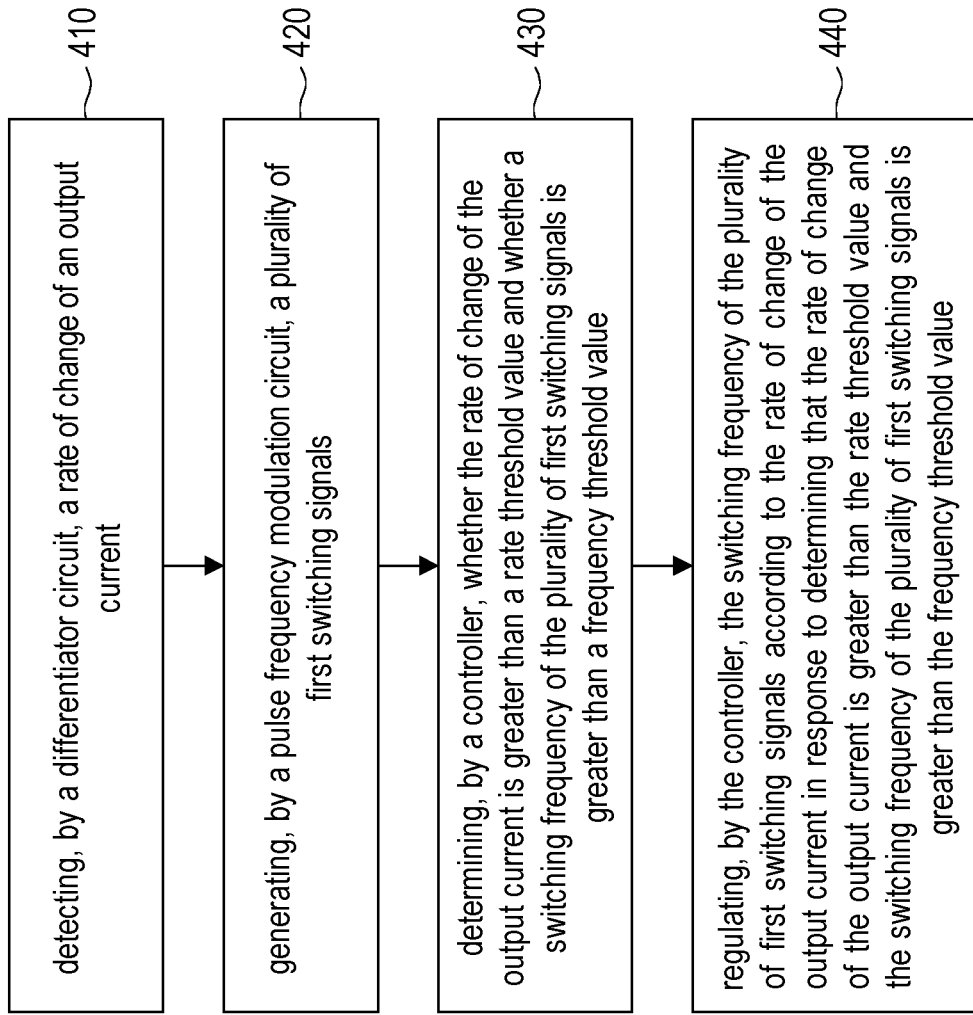 detecting, by a differentiator circuit, a rate of change of an output
current
410
generating, by a pulse frequency modulation circuit, a plurality of
first switching signals
420
determining, by a controller, whether the rate of change of the
output current is greater than a rate threshold value and whether a
switching frequency of the plurality of first switching signals is
greater than a frequency threshold value
430
regulating, by the controller, the switching frequency of the plurality
of first switching signals according to the rate of change of the
output current in response to determining that the rate of change
of the output current is greater than the rate threshold value and
the switching frequency of the plurality of first switching signals is
greater than the frequency threshold value
440